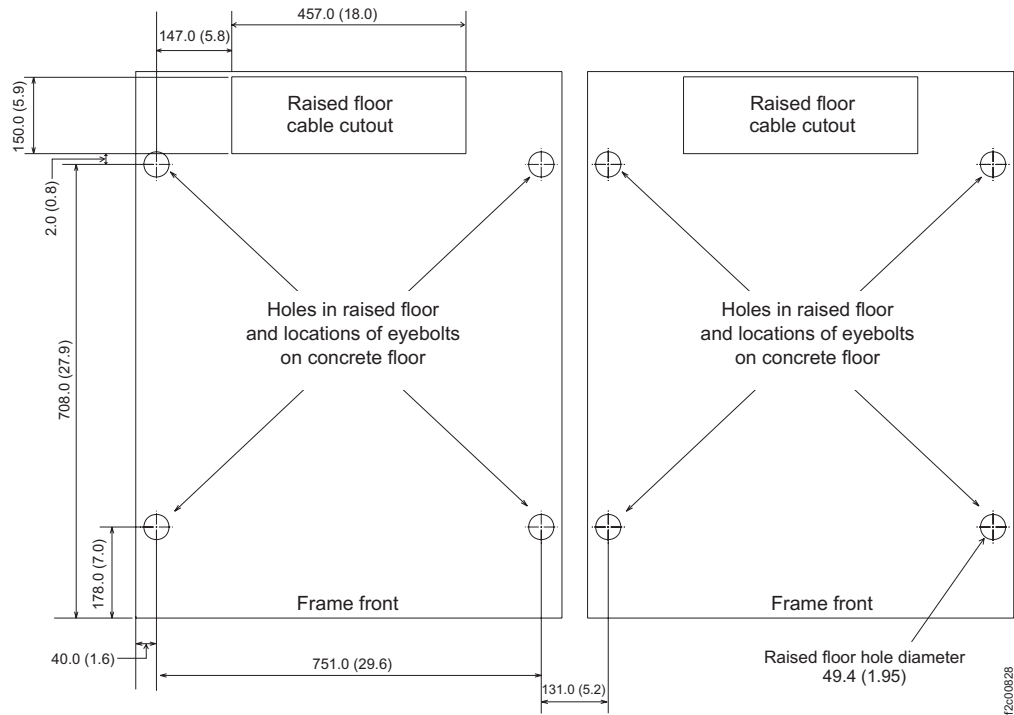 457.0 (18.0)
147.0 (5.8)
150.0 (5.9)
Raised floor
cable cutout
Raised floor
cable cutout
2.0 (0.8)
708.0 (27.9)
Holes in raised floor
and locations of eyebolts
on concrete floor
Holes in raised floor
and locations of eyebolts
on concrete floor
178.0 (7.0)
Frame front
Frame front
40.0 (1.6)
751.0 (29.6)
131.0 (5.2)
Raised floor hole diameter
49.4 (1.95)
f2c00828